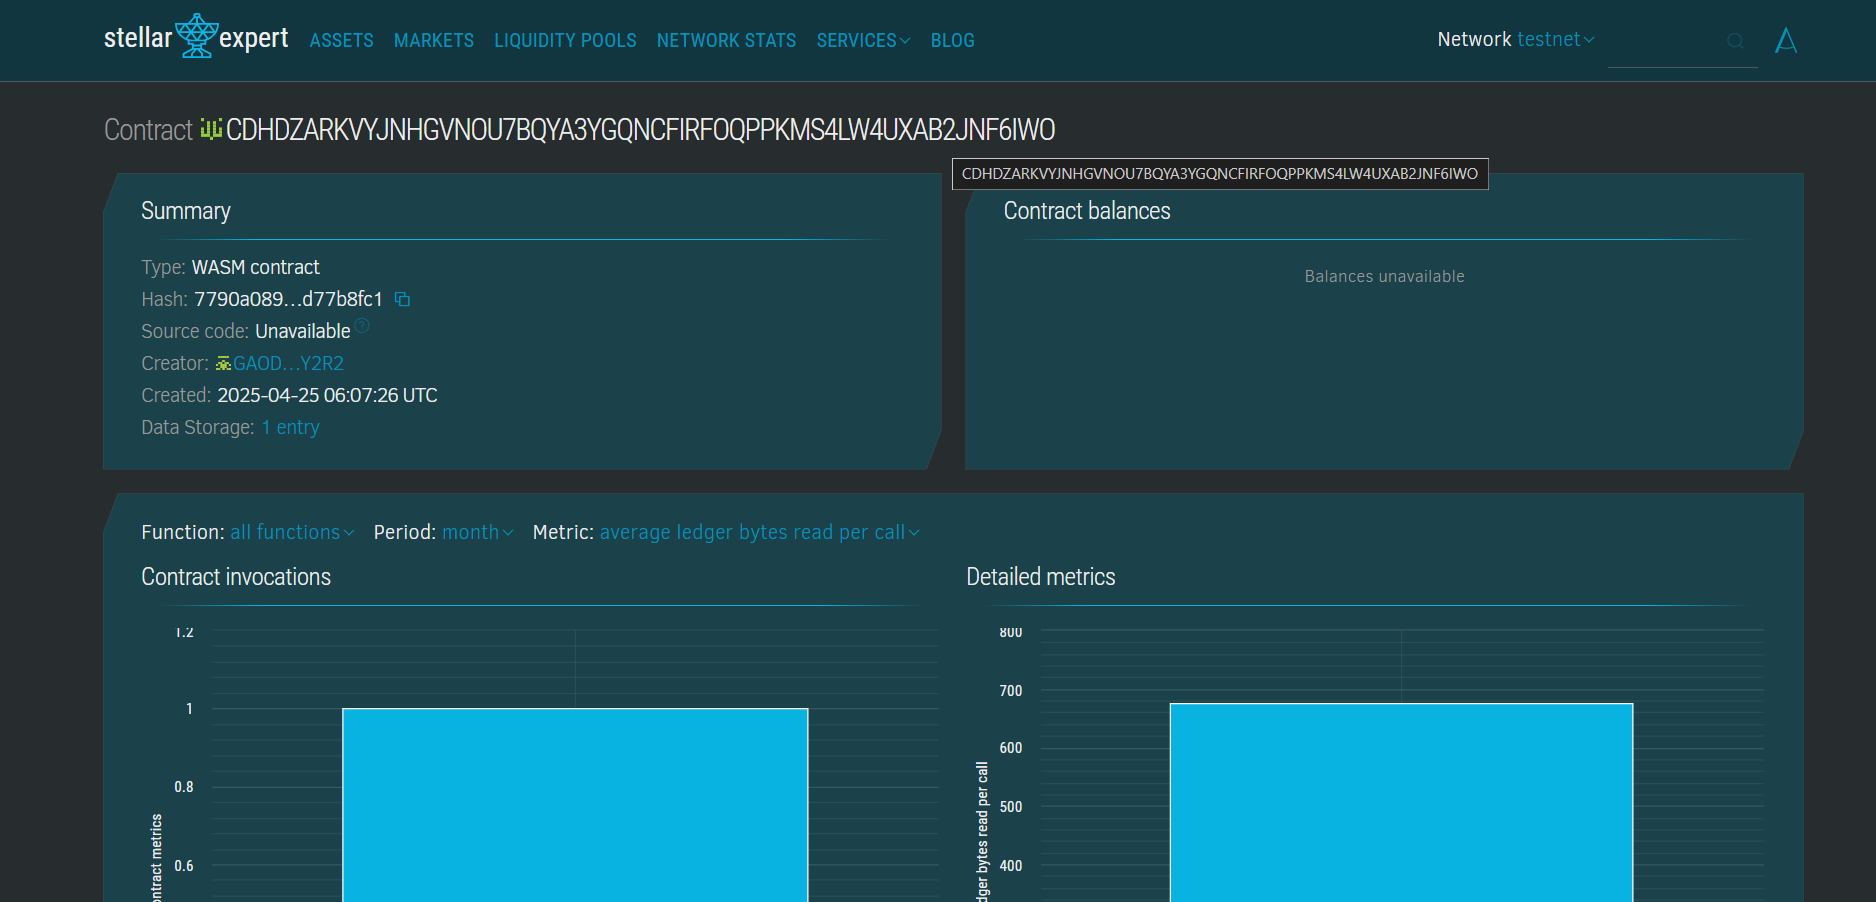 stellar expert ASSETS MARKETS LIQUIDITY POOLS NETWORK STATS SERVICES BLOG Network testnet
Contract CDHDZARKVYJNHGVNOU7BQYA3YGQNCFIRFOQPPKMS4LW4UXAB2JNF6IWO
CDHDZARKVYJNHGVNOU7BQYA3YGQNCFIRFOQPPKMS4LW4UXAB2JNF6IWO
Summary
Type: WASM contract
Hash: 7790a089...d77b8fc1
Source code: Unavailable
Creator: GAOD...Y2R2
Created: 2025-04-25 06:07:26 UTC
Data Storage: 1 entry
Contract balances
Balances unavailable
Function: all functions Period: month Metric: average ledger bytes read per call
Contract invocations
1.2
1
0.8
0.6
ontract metrics
Detailed metrics
800
700
600
500
400
dger bytes read per call